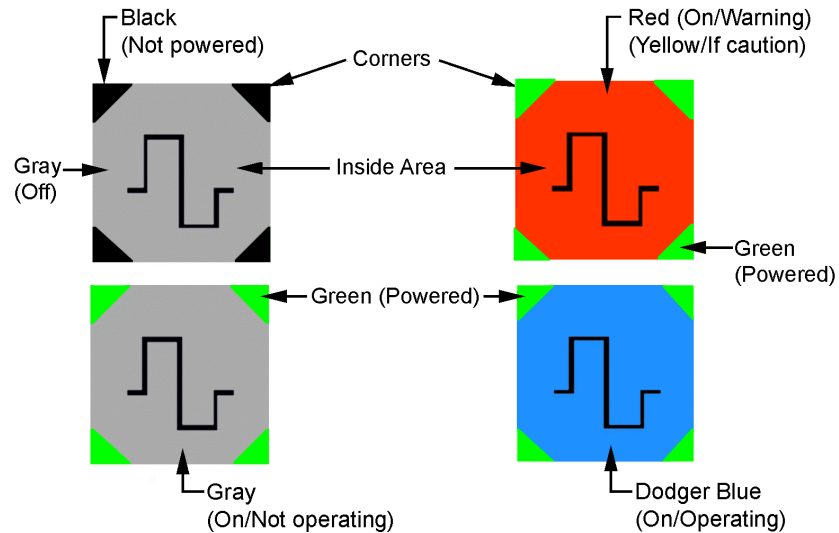 Black
(Not powered)
Corners
Red (On/Warning)
(Yellow/If caution)
Gray
(Off)
Inside Area
Green
(Powered)
Green (Powered)
Gray
(On/Not operating)
Dodger Blue
(On/Operating)